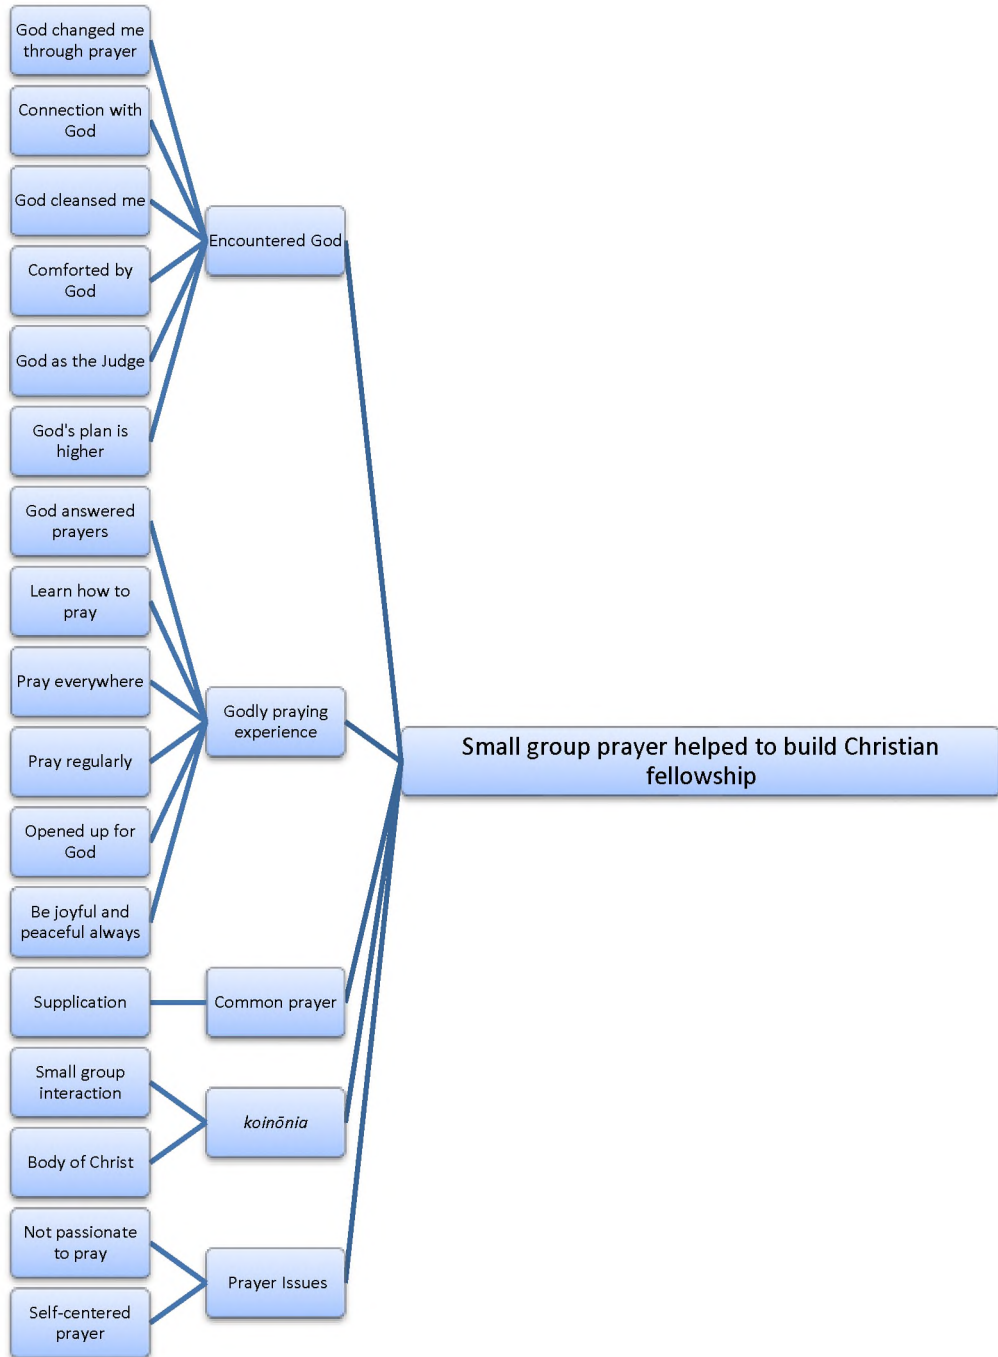 God changed me
through prayer
Connection with
God
God cleansed me
Comforted by
God
God as the Judge
God's plan is
higher
God answered
prayers
Learn how to
pray
Pray everywhere
Pray regularly
Opened up for
God
Be joyful and
peaceful always
Supplication
Small group
interaction
Body of Christ
Not passionate
to pray
Self-centered
prayer
Encountered God
Godly praying
experience
Common prayer
koinōnia
Prayer Issues
Small group prayer helped to build Christian
fellowship